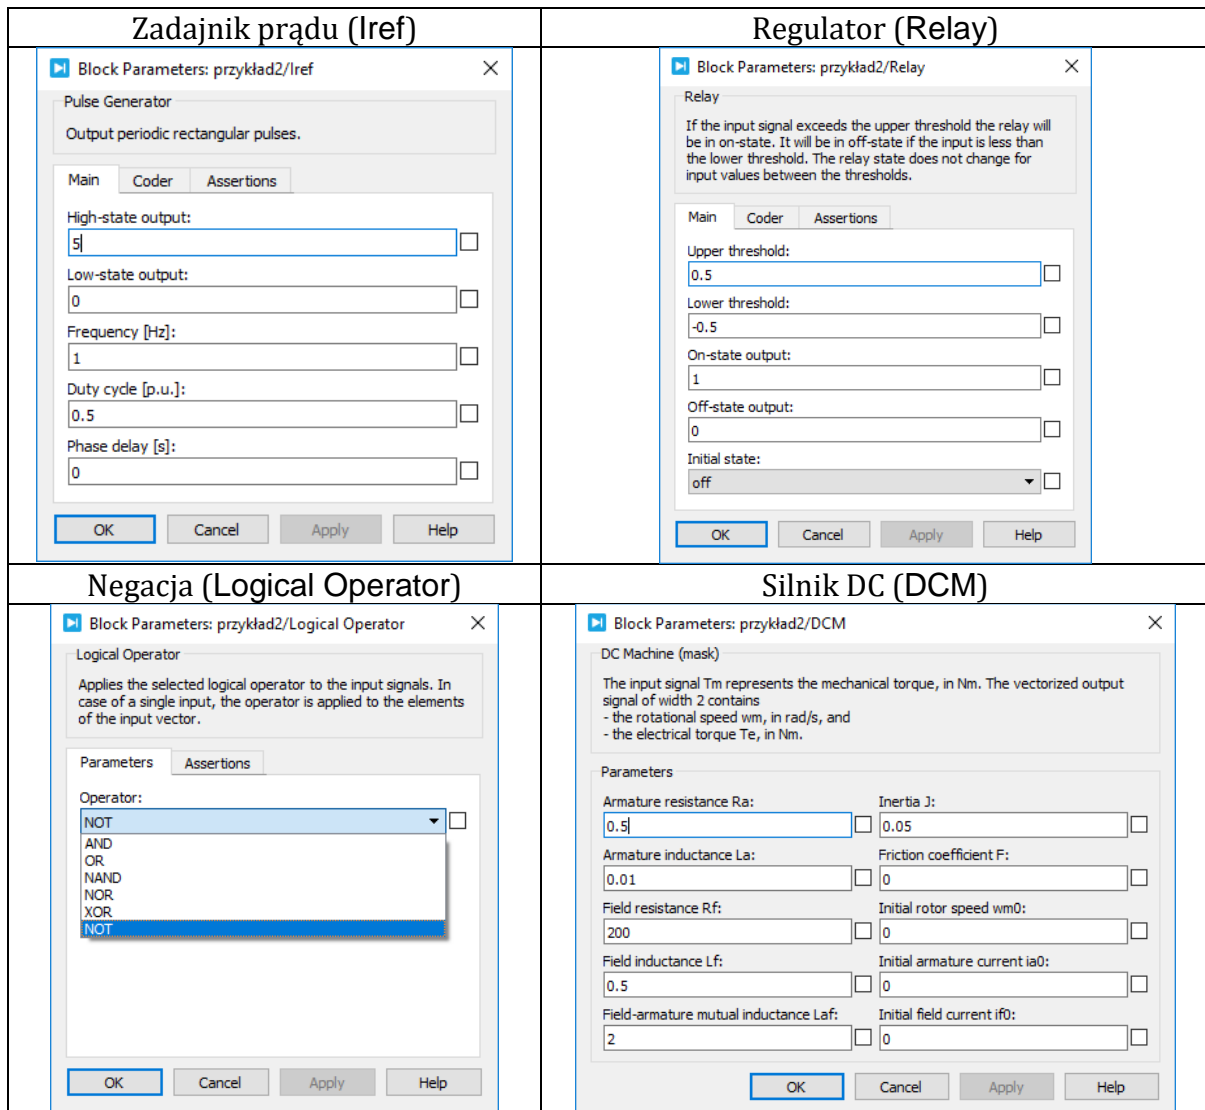 Zadajnik prądu (Iref)
Block Parameters: przykład2/Iref
Pulse Generator
Output periodic rectangular pulses.
Main Coder Assertions
High-state output:
5
Low-state output:
0
Frequency [Hz]:
1
Duty cycle [p.u.]:
0.5
Phase delay [s]:
0
OK Cancel Apply Help
Regulator (Relay)
Block Parameters: przykład2/Relay
Relay
If the input signal exceeds the upper threshold the relay will
be in on-state. It will be in off-state if the input is less than
the lower threshold. The relay state does not change for
input values between the thresholds.
Main Coder Assertions
Upper threshold:
0.5
Lower threshold:
-0.5
On-state output:
1
Off-state output:
0
Initial state:
off
OK Cancel Apply Help
Negacja (Logical Operator)
Block Parameters: przykład2/Logical Operator
Logical Operator
Applies the selected logical operator to the input signals. In
case of a single input, the operator is applied to the elements
of the input vector.
Parameters Assertions
Operator:
NOT
AND
OR
NAND
NOR
XOR
NOT
OK Cancel Apply Help
Silnik DC (DCM)
Block Parameters: przykład2/DCM
DC Machine (mask)
The input signal Tm represents the mechanical torque, in Nm. The vectorized output
signal of width 2 contains
- the rotational speed wm, in rad/s, and
- the electrical torque Te, in Nm.
Parameters
Armature resistance Ra: Inertia J:
0.5 0.05
Armature inductance La: Friction coefficient F:
0.01 0
Field resistance Rf: Initial rotor speed wm0:
200 0
Field inductance Lf: Initial armature current ia0:
0.5 0
Field-armature mutual inductance Laf: Initial field current if0:
2 0
OK Cancel Apply Help